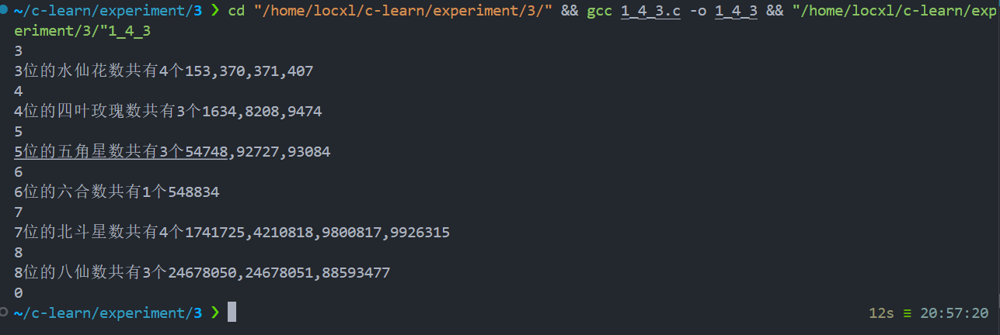 ~/c-learn/experiment/3 ❯ cd "/home/locxl/c-learn/experiment/3/" && gcc 1_4_3.c -o 1_4_3 && "/home/locxl/c-learn/exp
eriment/3/"1_4_3
3
3位的水仙花数共有4个153,370,371,407
4
4位的四叶玫瑰数共有3个1634,8208,9474
5
5位的五角星数共有3个54748,92727,93084
6
6位的六合数共有1个548834
7
7位的北斗星数共有4个1741725,4210818,9800817,9926315
8
8位的八仙数共有3个24678050,24678051,88593477
0
~/c-learn/experiment/3 ❯ 12s ≡ 20:57:20